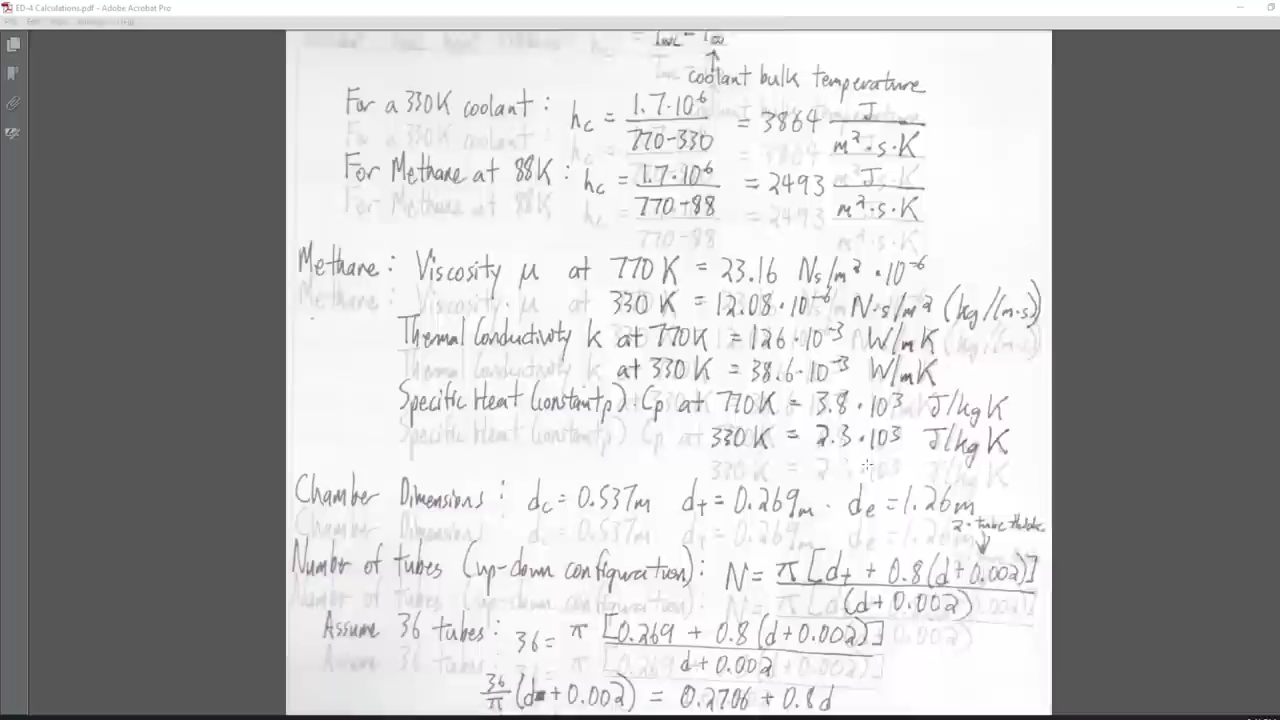 ED-4 Calculations.pdf - Adobe Acrobat Pro
coolant bulk temperature
For a 330K coolant : hc = 1.7·10⁶ / 770-330 = 3864 J / m²·s·K
For Methane at 88K : hc = 1.7·10⁶ / 770-88 = 2493 J / m²·s·K
Methane: Viscosity μ at 770 K = 23.16 Ns/m² ·10⁻⁶
330 K = 12.08·10⁻⁶ N·s/m² (kg/(m·s))
Thermal Conductivity k at 770K = 126·10⁻³ W/mK
at 330K = 38.6·10⁻³ W/mK
Specific Heat (constant p) Cp at 770K = 13.8·10³ J/kgK
330K = 2.3·10³ J/kgK
Chamber Dimensions : dc = 0.537m dt = 0.269m de = 1.26m
Number of tubes (up-down configuration): N = π[dt + 0.8(d+0.002)] / (d+0.002)
Assume 36 tubes: 36 = π [0.269 + 0.8(d+0.002)] / d+0.002
36/π (d+0.002) = 0.2706 + 0.8d